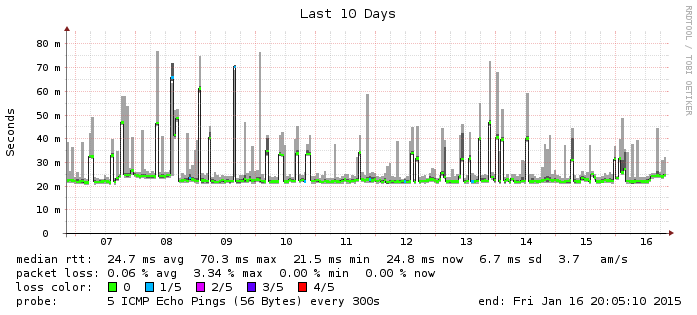 Last 10 Days
RRDTOOL / TOBI OETIKER
Seconds
80 m
70 m
60 m
50 m
40 m
30 m
20 m
10 m
0
07 08 09 10 11 12 13 14 15 16
median rtt: 24.7 ms avg 70.3 ms max 21.5 ms min 24.8 ms now 6.7 ms sd 3.7 am/s
packet loss: 0.06 % avg 3.34 % max 0.00 % min 0.00 % now
loss color: 0 1/5 2/5 3/5 4/5
probe: 5 ICMP Echo Pings (56 Bytes) every 300s end: Fri Jan 16 20:05:10 2015